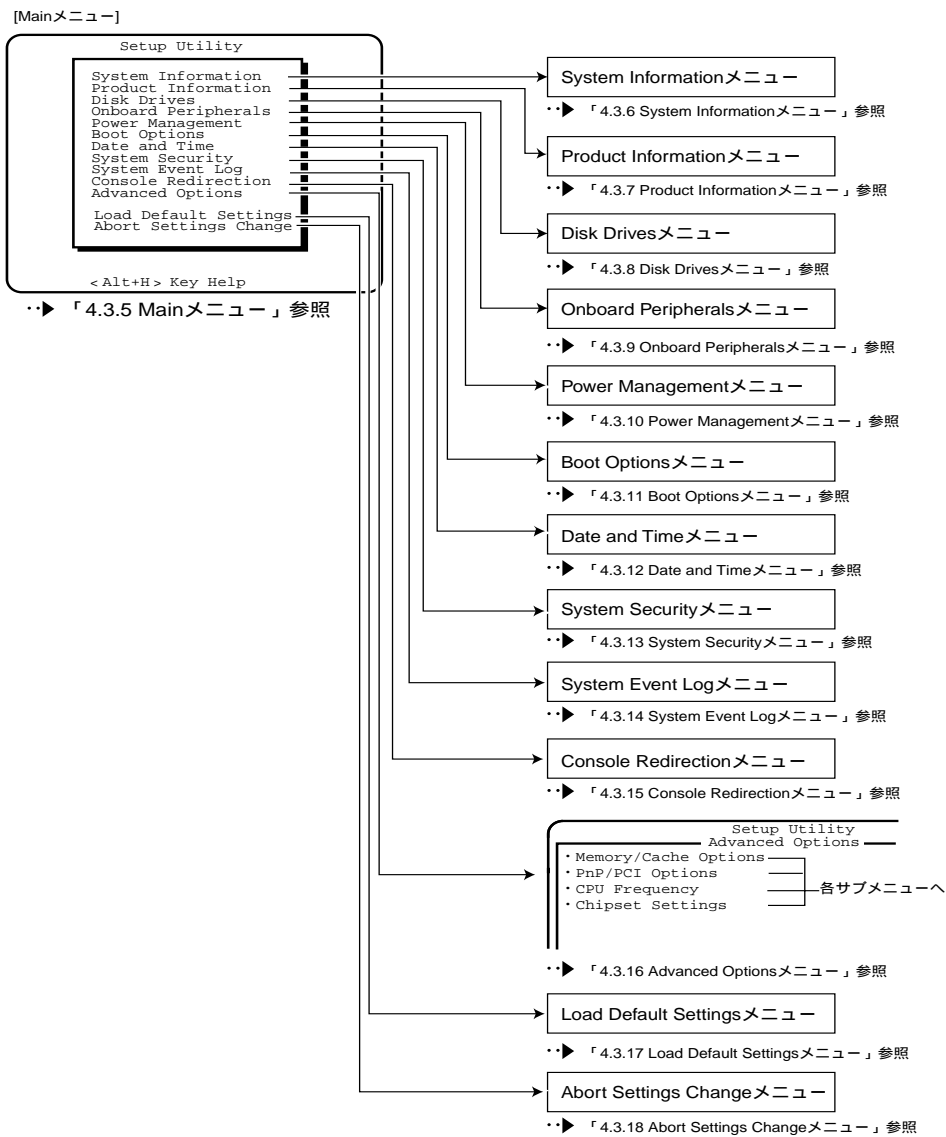 [Mainメニュー]
Setup Utility
System Information
Product Information
Disk Drives
Onboard Peripherals
Power Management
Boot Options
Date and Time
System Security
System Event Log
Console Redirection
Advanced Options
Load Default Settings
Abort Settings Change
<Alt+H> Key Help
「4.3.5 Mainメニュー」参照
System Informationメニュー
「4.3.6 System Informationメニュー」参照
Product Informationメニュー
「4.3.7 Product Informationメニュー」参照
Disk Drivesメニュー
「4.3.8 Disk Drivesメニュー」参照
Onboard Peripheralsメニュー
「4.3.9 Onboard Peripheralsメニュー」参照
Power Managementメニュー
「4.3.10 Power Managementメニュー」参照
Boot Optionsメニュー
「4.3.11 Boot Optionsメニュー」参照
Date and Timeメニュー
「4.3.12 Date and Timeメニュー」参照
System Securityメニュー
「4.3.13 System Securityメニュー」参照
System Event Logメニュー
「4.3.14 System Event Logメニュー」参照
Console Redirectionメニュー
「4.3.15 Console Redirectionメニュー」参照
Setup Utility
Advanced Options
・Memory/Cache Options
・PnP/PCI Options
・CPU Frequency
・Chipset Settings
各サブメニューへ
「4.3.16 Advanced Optionsメニュー」参照
Load Default Settingsメニュー
「4.3.17 Load Default Settingsメニュー」参照
Abort Settings Changeメニュー
「4.3.18 Abort Settings Changeメニュー」参照